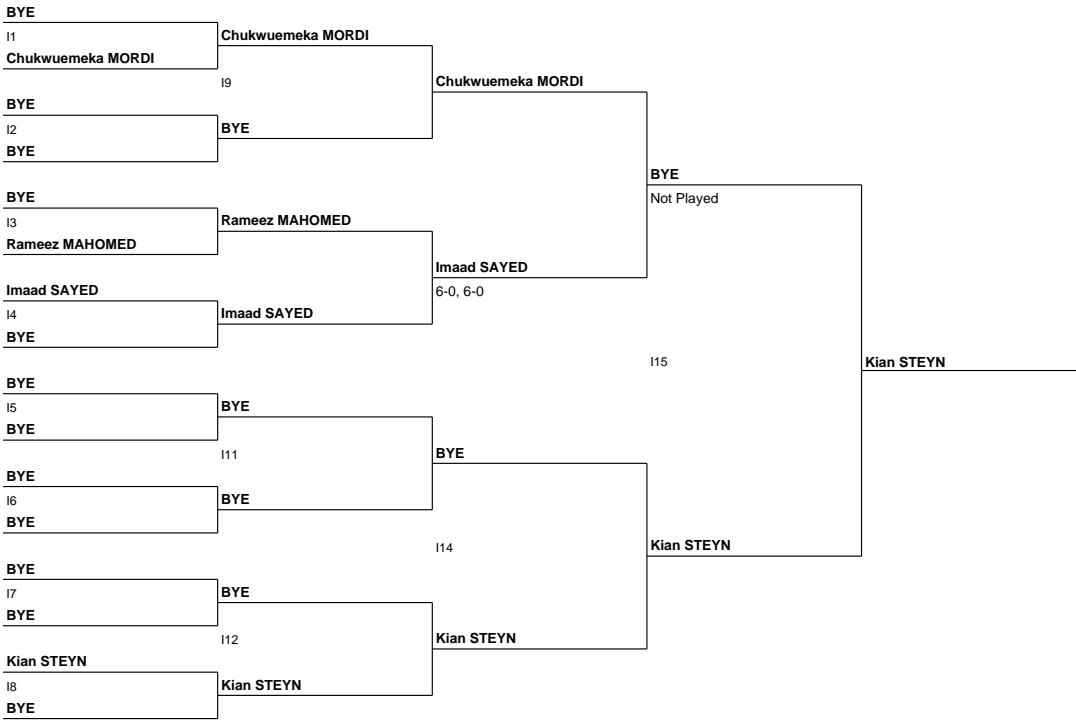 BYE
I1
Chukwuemeka MORDI
BYE
I2
BYE
BYE
I3
Rameez MAHOMED
Imaad SAYED
I4
BYE
BYE
I5
BYE
BYE
I6
BYE
BYE
I7
BYE
Kian STEYN
I8
BYE
Chukwuemeka MORDI
I9
BYE
Rameez MAHOMED
Imaad SAYED
BYE
I11
BYE
BYE
I12
Kian STEYN
Chukwuemeka MORDI
Imaad SAYED
6-0, 6-0
BYE
I14
Kian STEYN
BYE
Not Played
I15
Kian STEYN
Kian STEYN